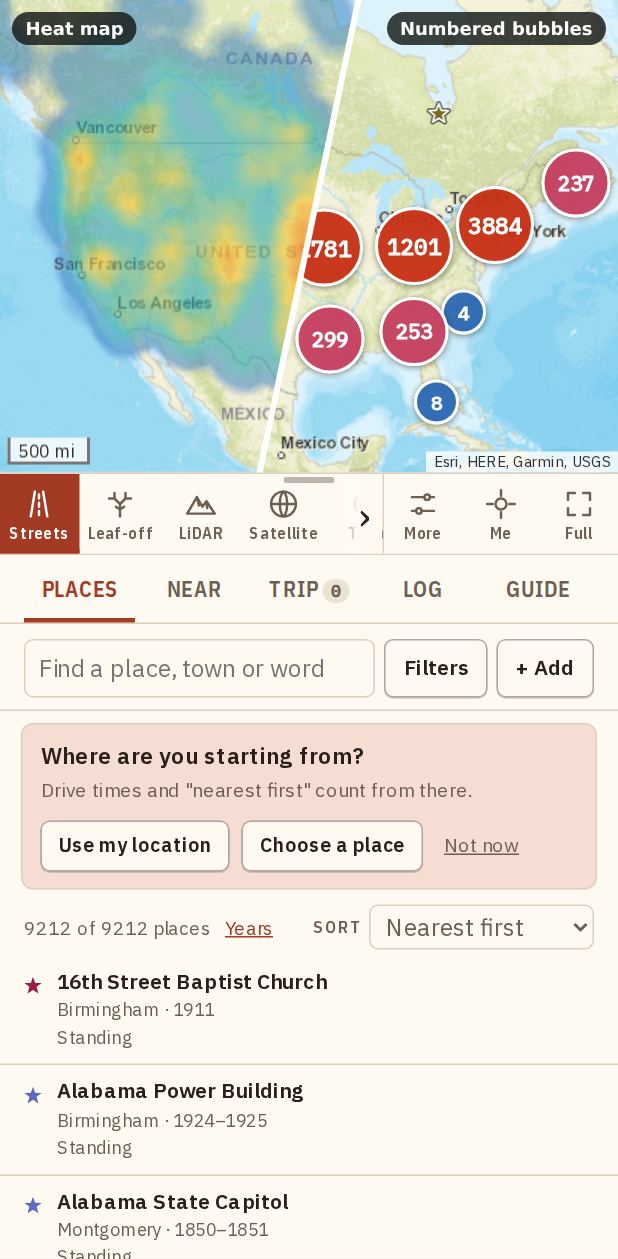 Heat map
Numbered bubbles
CANADA
Vancouver
237
3884
York
781
1201
UNITED
San Francisco
Los Angeles
4
299
253
8
MÉXICO
Mexico City
500 mi
Esri, HERE, Garmin, USGS
Streets
Leaf-off
LiDAR
Satellite
More
Me
Full
PLACES
NEAR
TRIP 0
LOG
GUIDE
Find a place, town or word
Filters
+ Add
Where are you starting from?
Drive times and "nearest first" count from there.
Use my location
Choose a place
Not now
9212 of 9212 places
Years
SORT
Nearest first
16th Street Baptist Church
Birmingham · 1911
Standing
Alabama Power Building
Birmingham · 1924–1925
Standing
Alabama State Capitol
Montgomery · 1850–1851
Standing